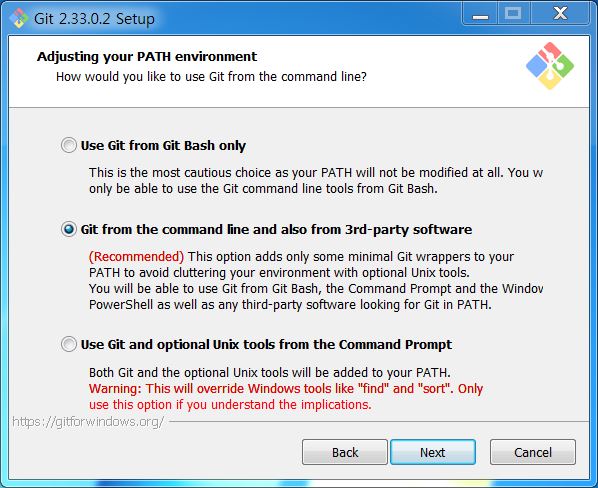 Git 2.33.0.2 Setup
Adjusting your PATH environment
How would you like to use Git from the command line?
Use Git from Git Bash only
This is the most cautious choice as your PATH will not be modified at all. You w
only be able to use the Git command line tools from Git Bash.
Git from the command line and also from 3rd-party software
(Recommended) This option adds only some minimal Git wrappers to your
PATH to avoid cluttering your environment with optional Unix tools.
You will be able to use Git from Git Bash, the Command Prompt and the Window
PowerShell as well as any third-party software looking for Git in PATH.
Use Git and optional Unix tools from the Command Prompt
Both Git and the optional Unix tools will be added to your PATH.
Warning: This will override Windows tools like "find" and "sort". Only
use this option if you understand the implications.
https://gitforwindows.org/
Back Next Cancel